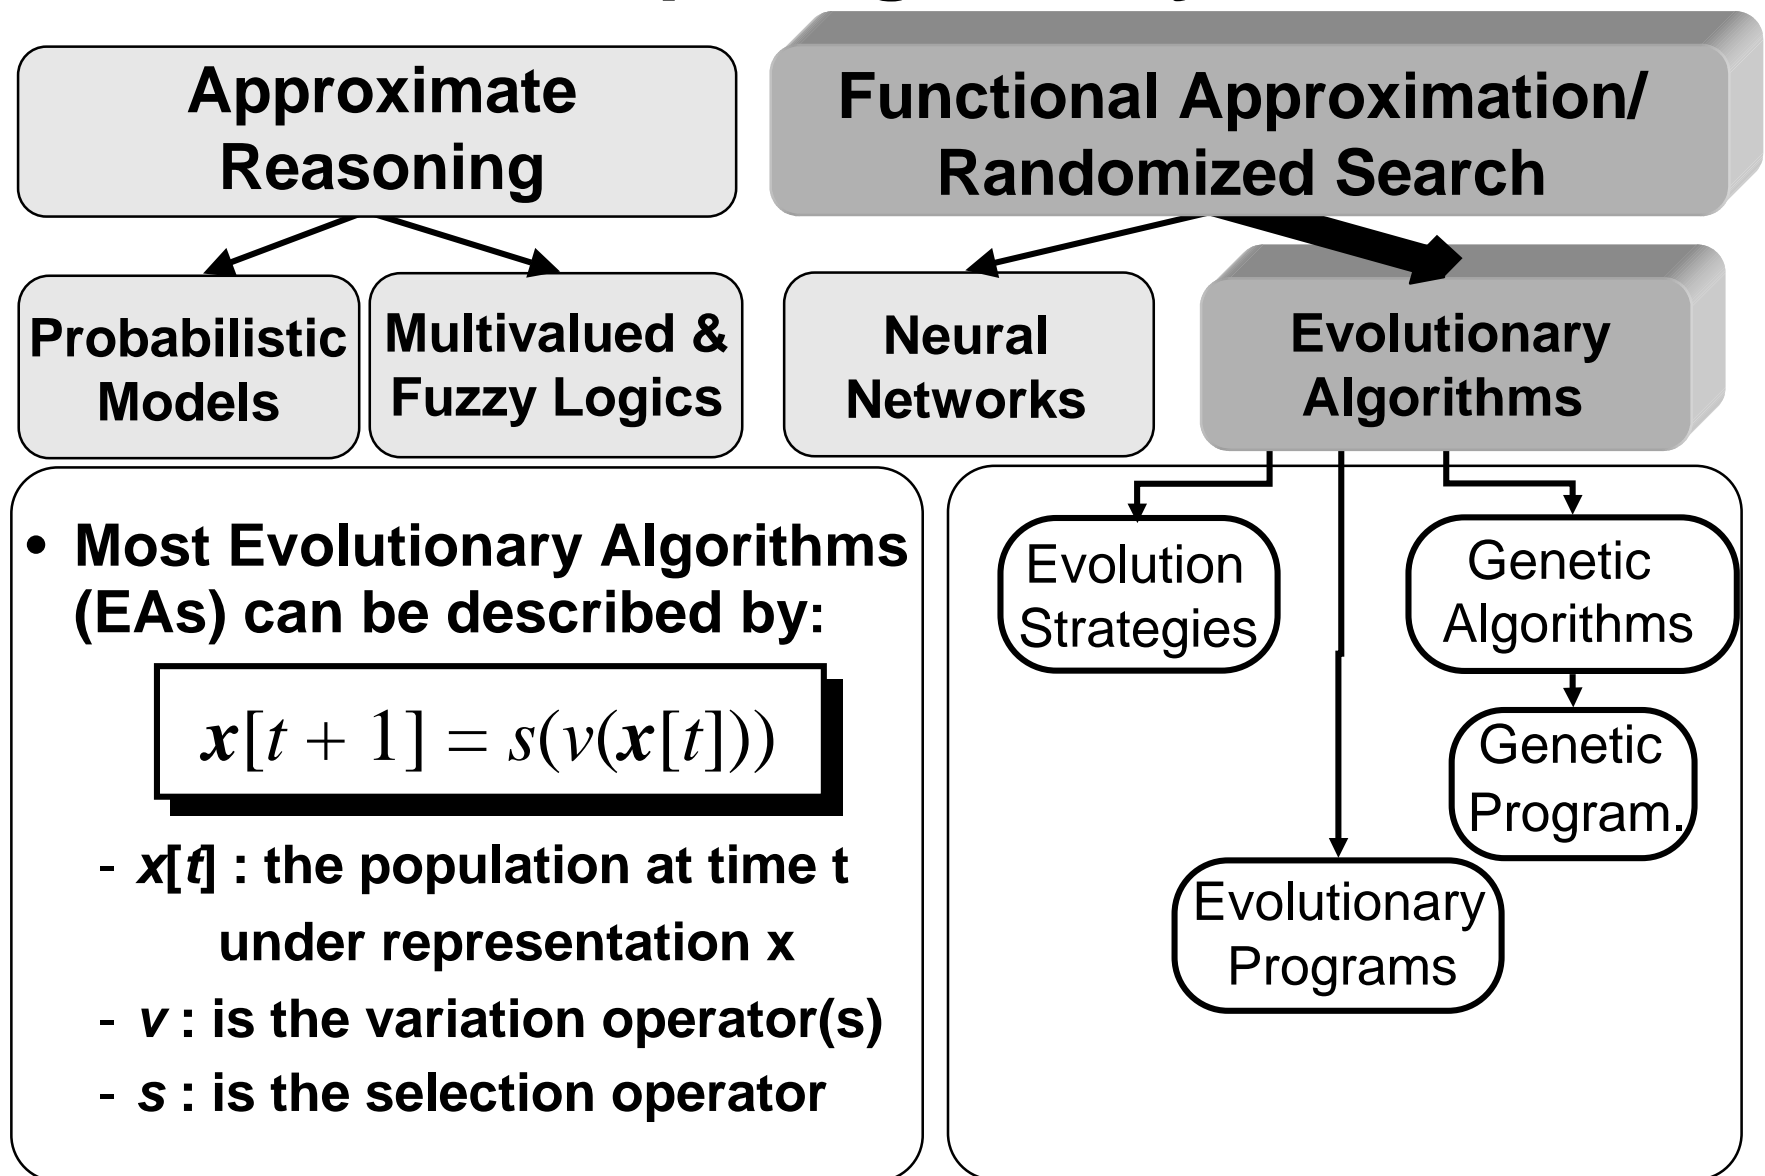 Approximate
Reasoning
Functional Approximation/
Randomized Search
Probabilistic
Models
Multivalued &
Fuzzy Logics
Neural
Networks
Evolutionary
Algorithms
• Most Evolutionary Algorithms
(EAs) can be described by:
x[t + 1] = s(v(x[t]))
- x[t] : the population at time t
under representation x
- v : is the variation operator(s)
- s : is the selection operator
Evolution
Strategies
Genetic
Algorithms
Genetic
Program.
Evolutionary
Programs